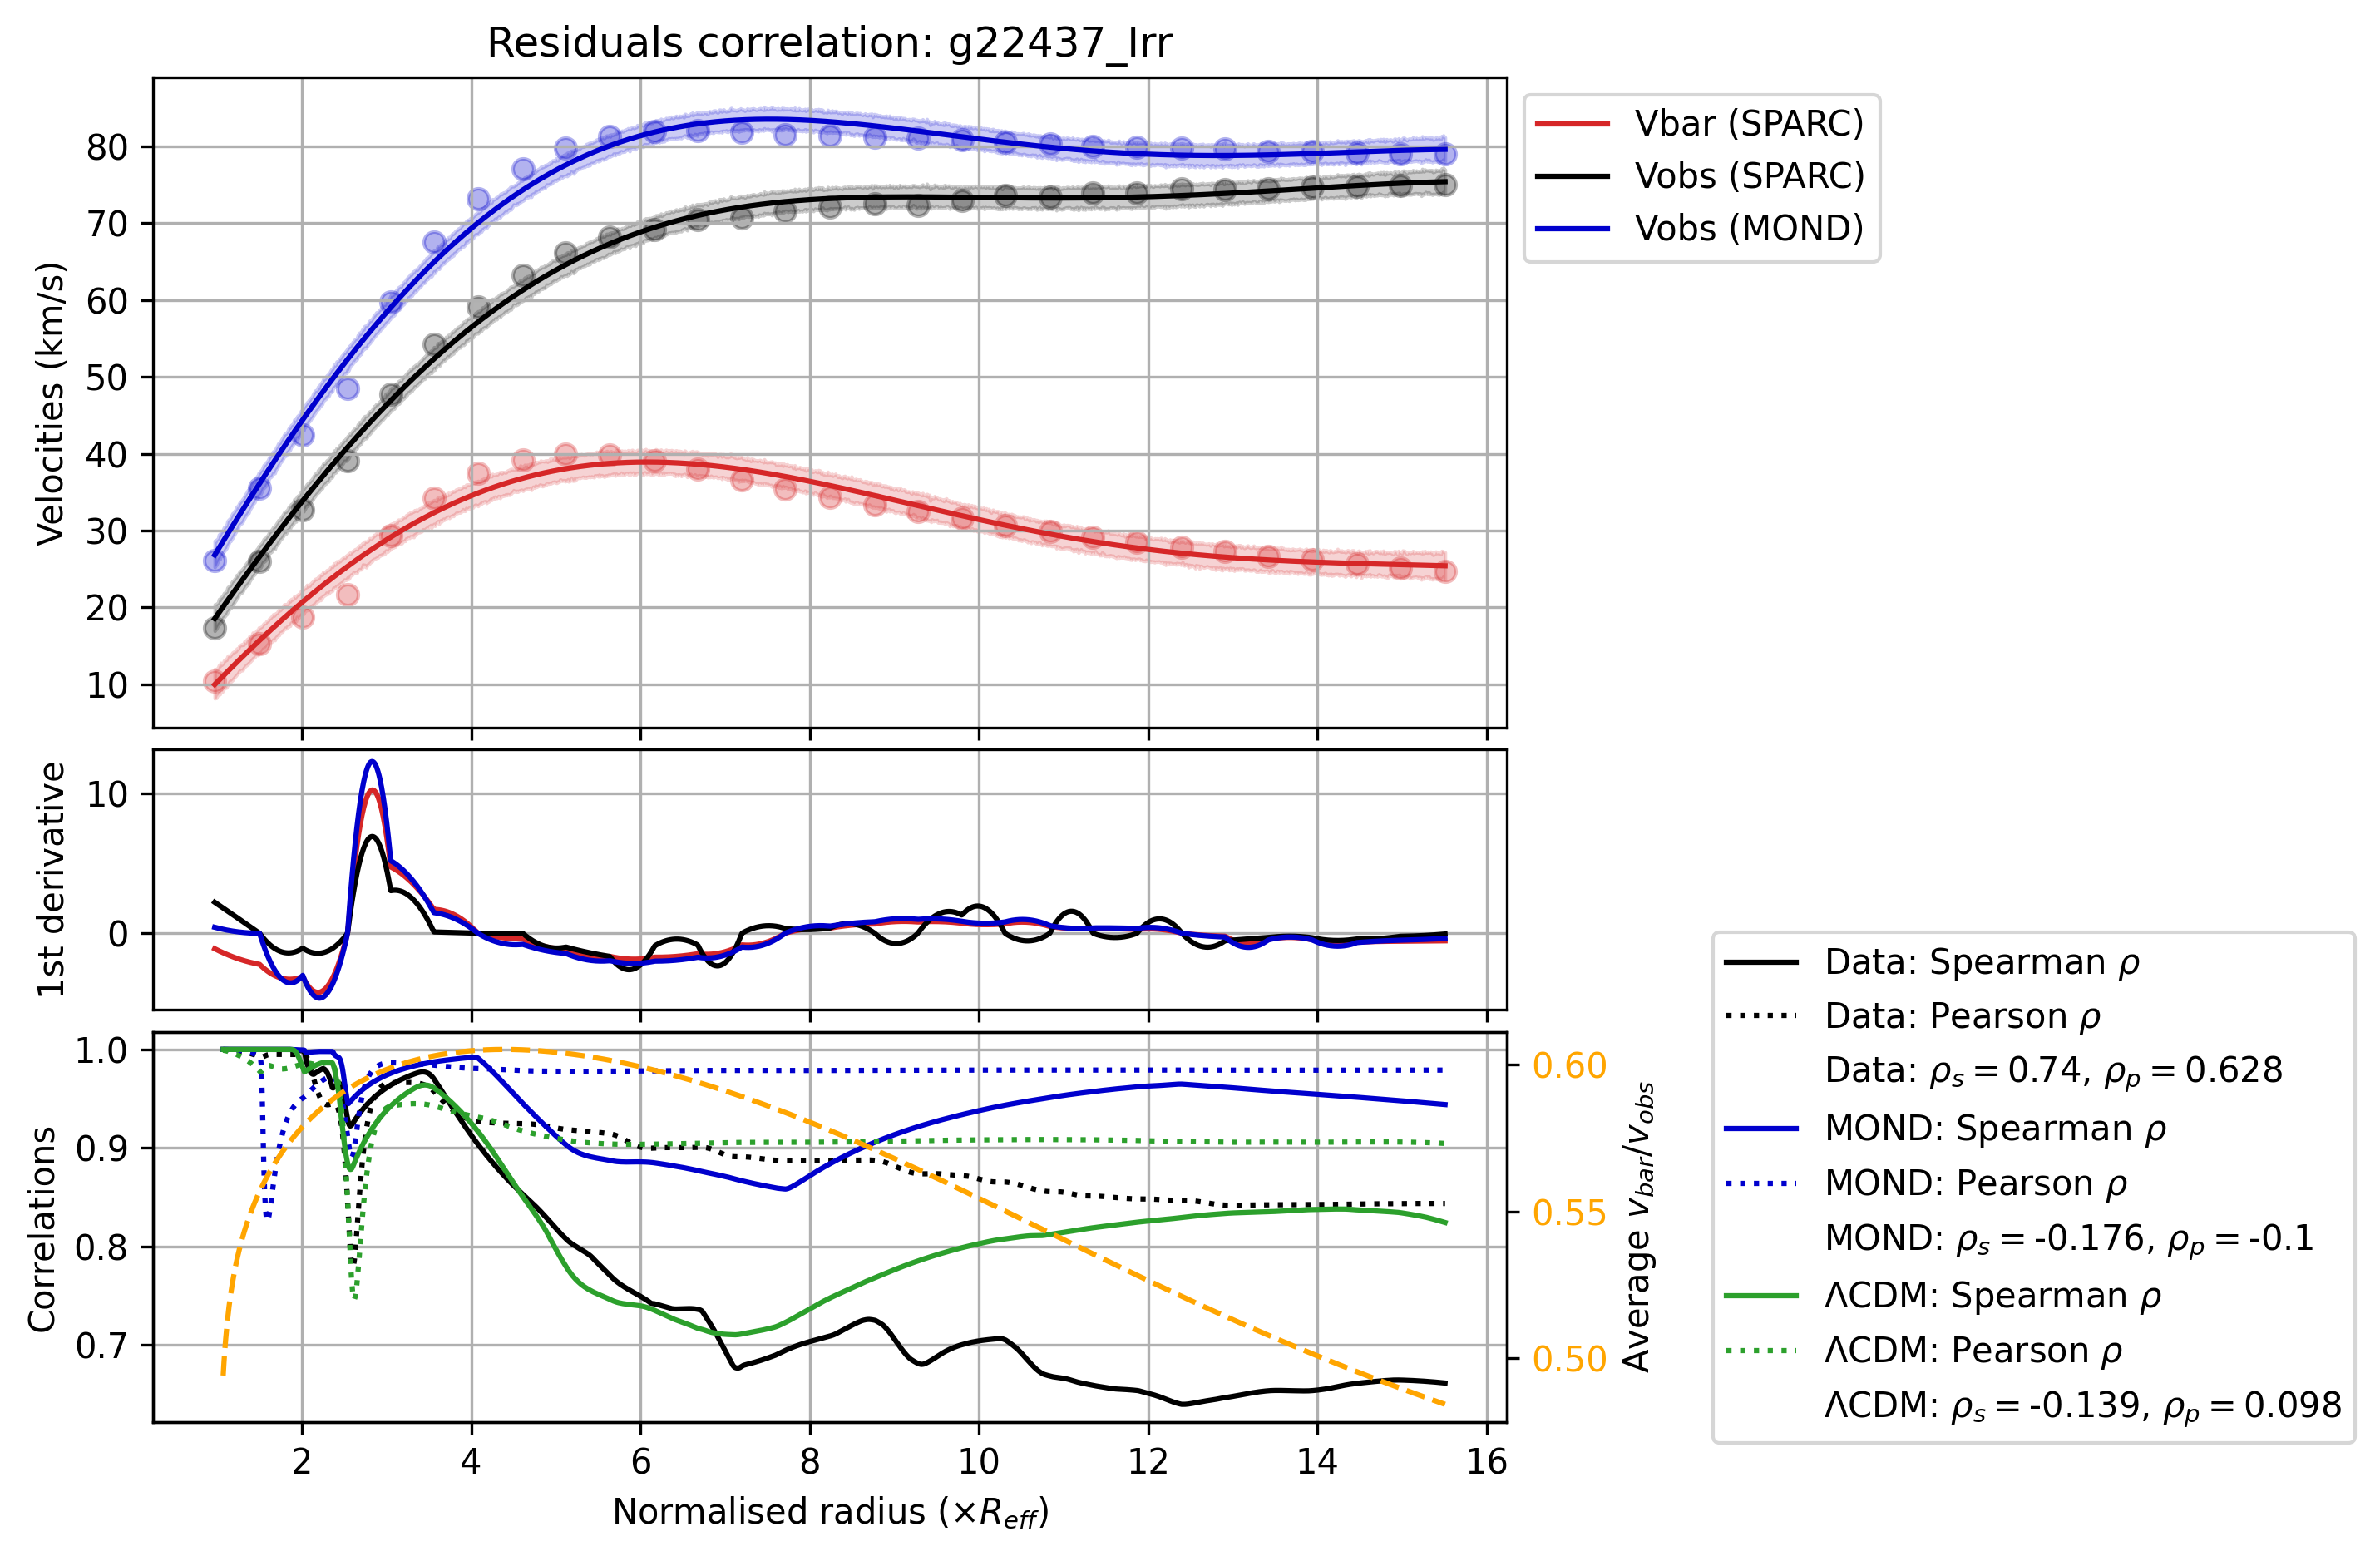 Residuals correlation: g22437_Irr
Vbar (SPARC)
Vobs (SPARC)
Vobs (MOND)
Velocities (km/s)
80
70
60
50
40
30
20
10
1st derivative
10
0
Correlations
1.0
0.9
0.8
0.7
0.60
0.55
0.50
Average v_bar/v_obs
2 4 6 8 10 12 14 16
Normalised radius (×R_eff)
Data: Spearman ρ
Data: Pearson ρ
Data: ρ_s = 0.74, ρ_p = 0.628
MOND: Spearman ρ
MOND: Pearson ρ
MOND: ρ_s = -0.176, ρ_p = -0.1
ΛCDM: Spearman ρ
ΛCDM: Pearson ρ
ΛCDM: ρ_s = -0.139, ρ_p = 0.098